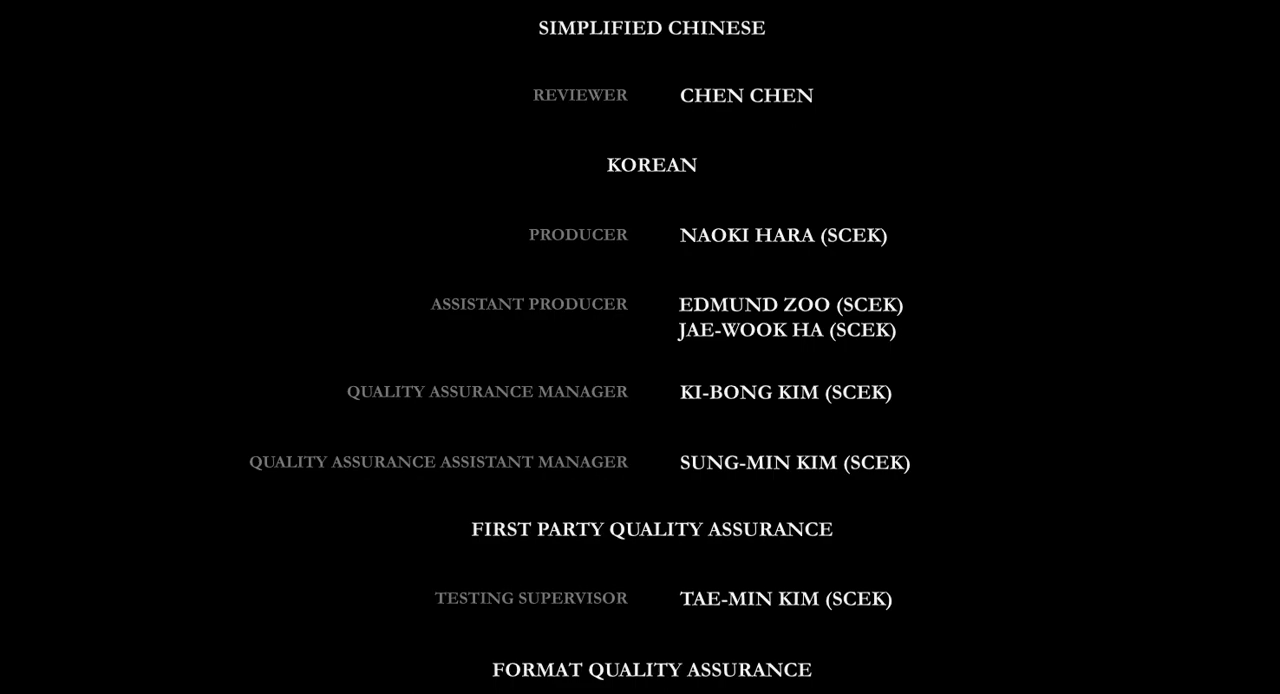 SIMPLIFIED CHINESE
REVIEWER CHEN CHEN
KOREAN
PRODUCER NAOKI HARA (SCEK)
ASSISTANT PRODUCER EDMUND ZOO (SCEK)
JAE-WOOK HA (SCEK)
QUALITY ASSURANCE MANAGER KI-BONG KIM (SCEK)
QUALITY ASSURANCE ASSISTANT MANAGER SUNG-MIN KIM (SCEK)
FIRST PARTY QUALITY ASSURANCE
TESTING SUPERVISOR TAE-MIN KIM (SCEK)
FORMAT QUALITY ASSURANCE